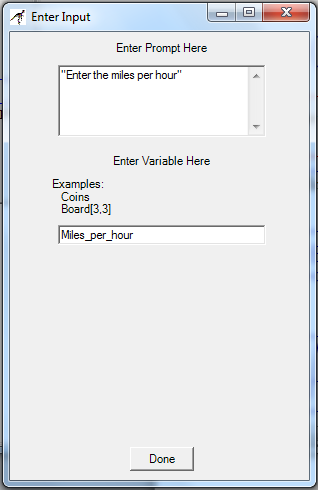 Enter Input
Enter Prompt Here
"Enter the miles per hour"
Enter Variable Here
Examples:
Coins
Board[3,3]
Miles_per_hour
Done